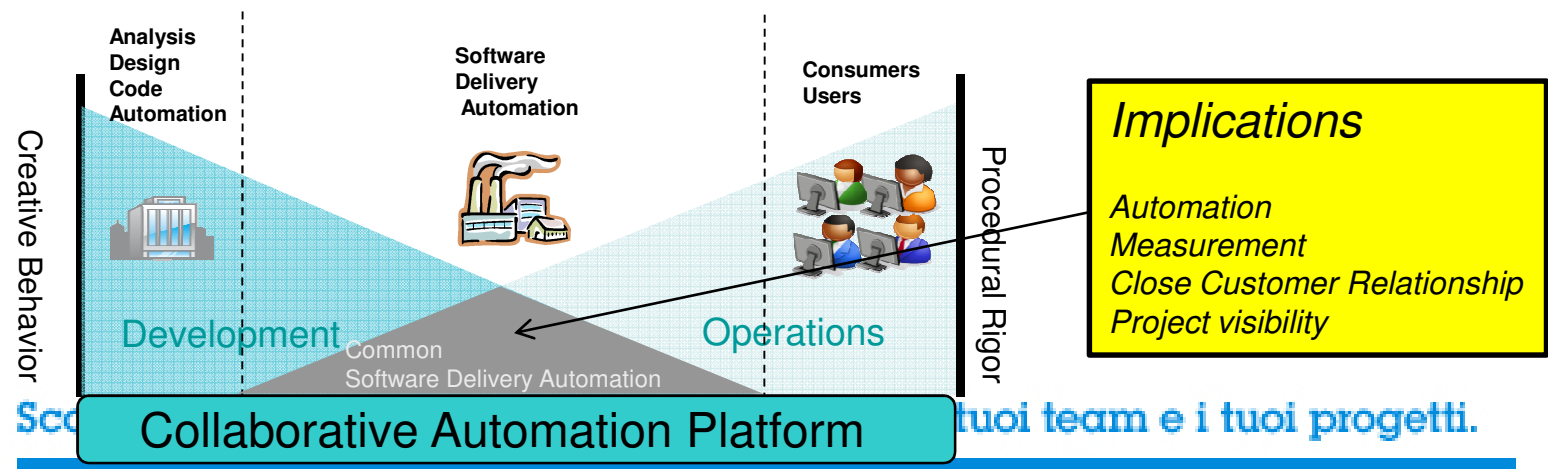 Analysis
Design
Code
Automation
Software
Delivery
Automation
Consumers
Users
Creative Behavior
Procedural Rigor
Implications
Automation
Measurement
Close Customer Relationship
Project visibility
Development
Operations
Common
Software Delivery Automation
Collaborative Automation Platform
tuoi team e i tuoi progetti.